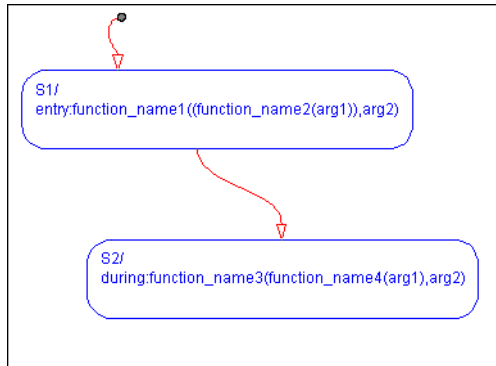 S1/
entry:function_name1((function_name2(arg1)),arg2)
S2/
during:function_name3(function_name4(arg1),arg2)